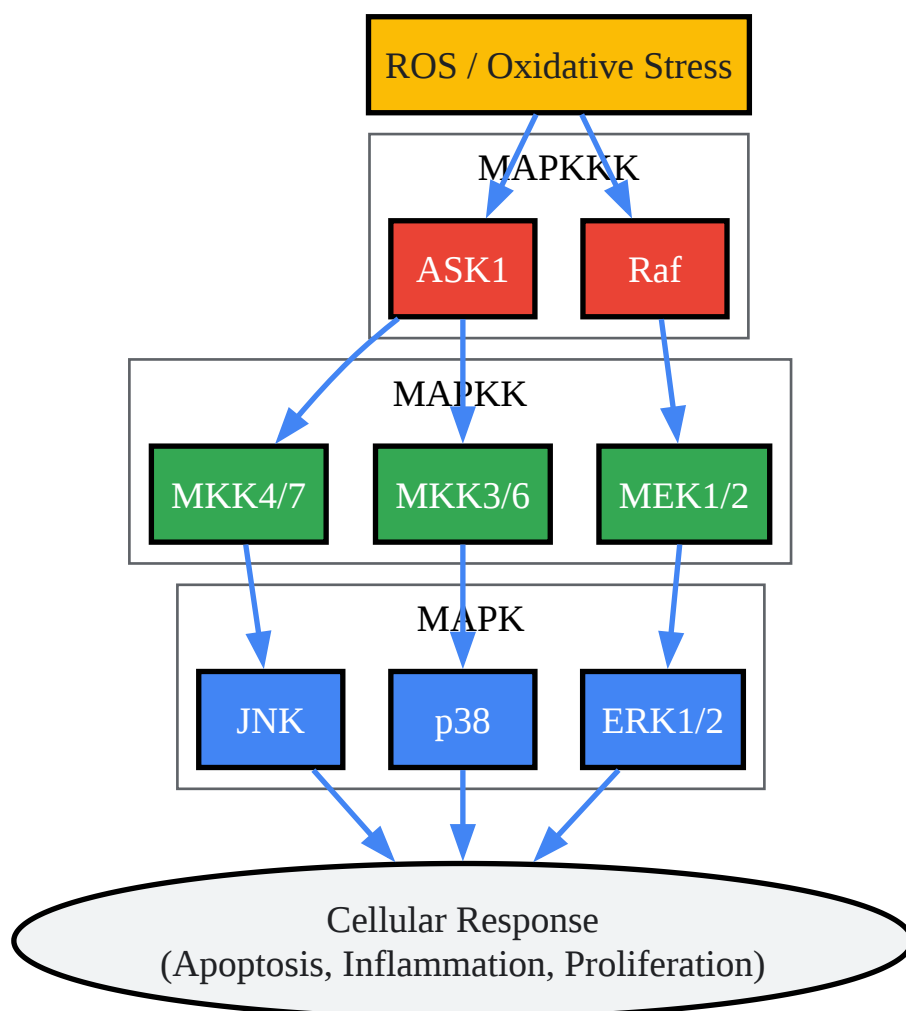 ROS / Oxidative Stress
MAPKKK
ASK1
Raf
MAPKK
MKK4/7
MKK3/6
MEK1/2
MAPK
JNK
p38
ERK1/2
Cellular Response
(Apoptosis, Inflammation, Proliferation)